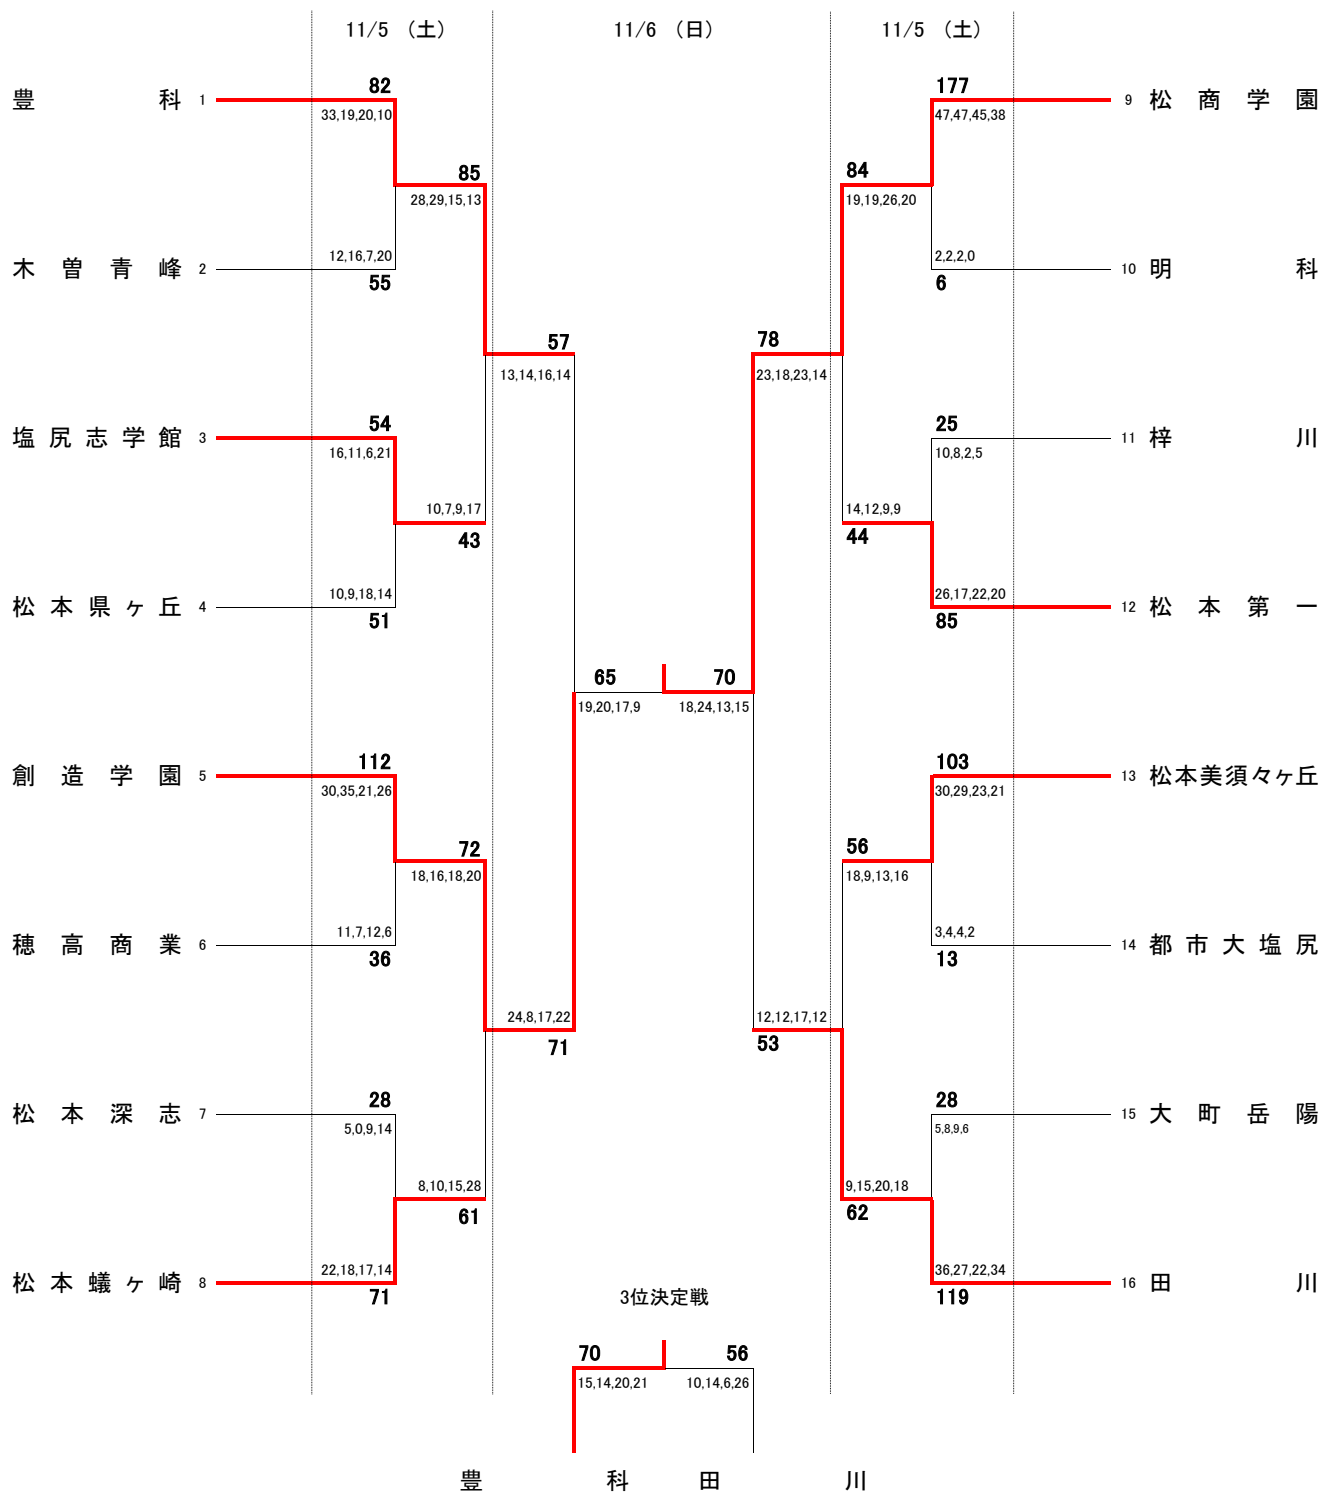 11/5 （土） 11/6 （日） 11/5 （土）
82 177
豊科 1 9 松商学園
33,19,20,10 47,47,45,38
85 84
28,29,15,13 19,19,26,20
12,16,7,20 2,2,2,0
木曽青峰 2 10 明科
55 6
57 78
13,14,16,14 23,18,23,14
54 25
塩尻志学館 3 11 梓川
16,11,6,21 10,8,2,5
10,7,9,17 14,12,9,9
43 44
10,9,18,14 26,17,22,20
松本県ヶ丘 4 12 松本第一
51 85
65 70
19,20,17,9 18,24,13,15
112 103
創造学園 5 13 松本美須々ヶ丘
30,35,21,26 30,29,23,21
72 56
18,16,18,20 18,9,13,16
11,7,12,6 3,4,4,2
穂高商業 6 14 都市大塩尻
36 13
24,8,17,22 12,12,17,12
71 53
28 28
松本深志 7 15 大町岳陽
5,0,9,14 5,8,9,6
8,10,15,28 9,15,20,18
61 62
22,18,17,14 36,27,22,34
松本蟻ヶ崎 8 16 田川
71 119
3位決定戦
70 56
15,14,20,21 10,14,6,26
豊科 田川